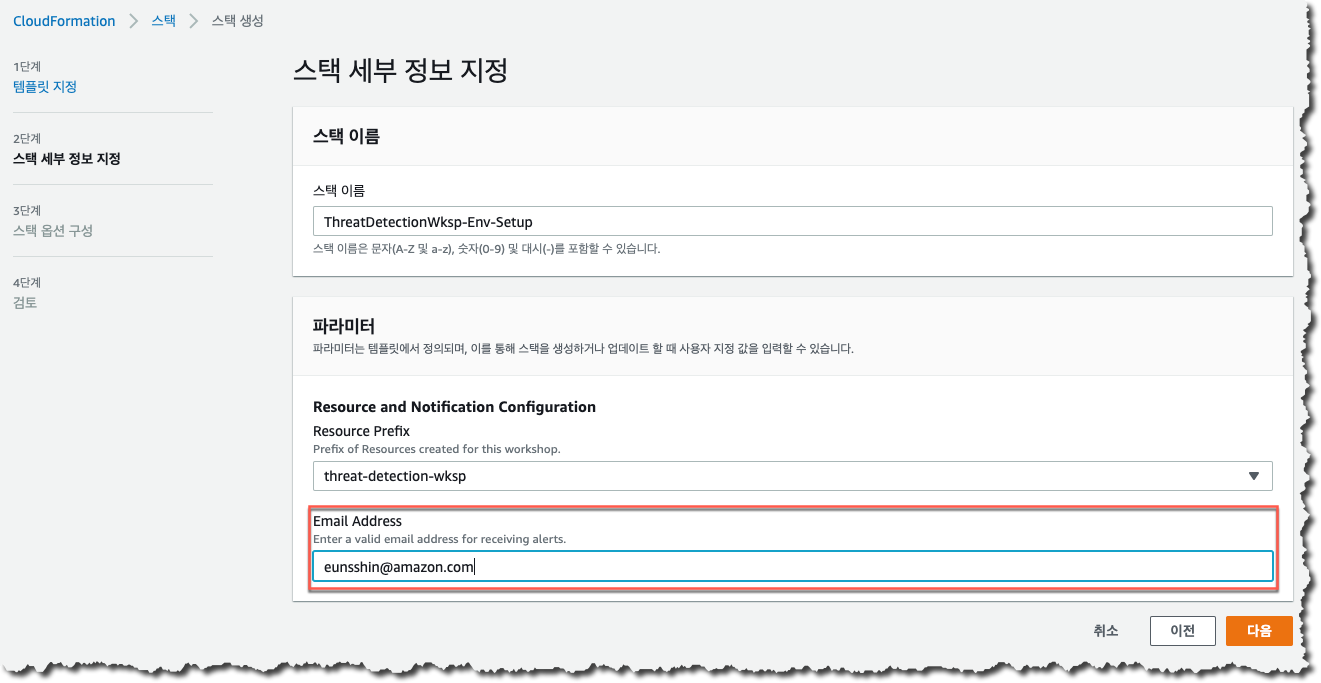 CloudFormation > 스택 > 스택 생성
1단계
템플릿 지정
2단계
스택 세부 정보 지정
3단계
스택 옵션 구성
4단계
검토
스택 세부 정보 지정
스택 이름
스택 이름
ThreatDetectionWksp-Env-Setup
스택 이름은 문자(A-Z 및 a-z), 숫자(0-9) 및 대시(-)를 포함할 수 있습니다.
파라미터
파라미터는 템플릿에서 정의되며, 이를 통해 스택을 생성하거나 업데이트 할 때 사용자 지정 값을 입력할 수 있습니다.
Resource and Notification Configuration
Resource Prefix
Prefix of Resources created for this workshop.
threat-detection-wksp
Email Address
Enter a valid email address for receiving alerts.
eunsshin@amazon.com
취소 이전 다음